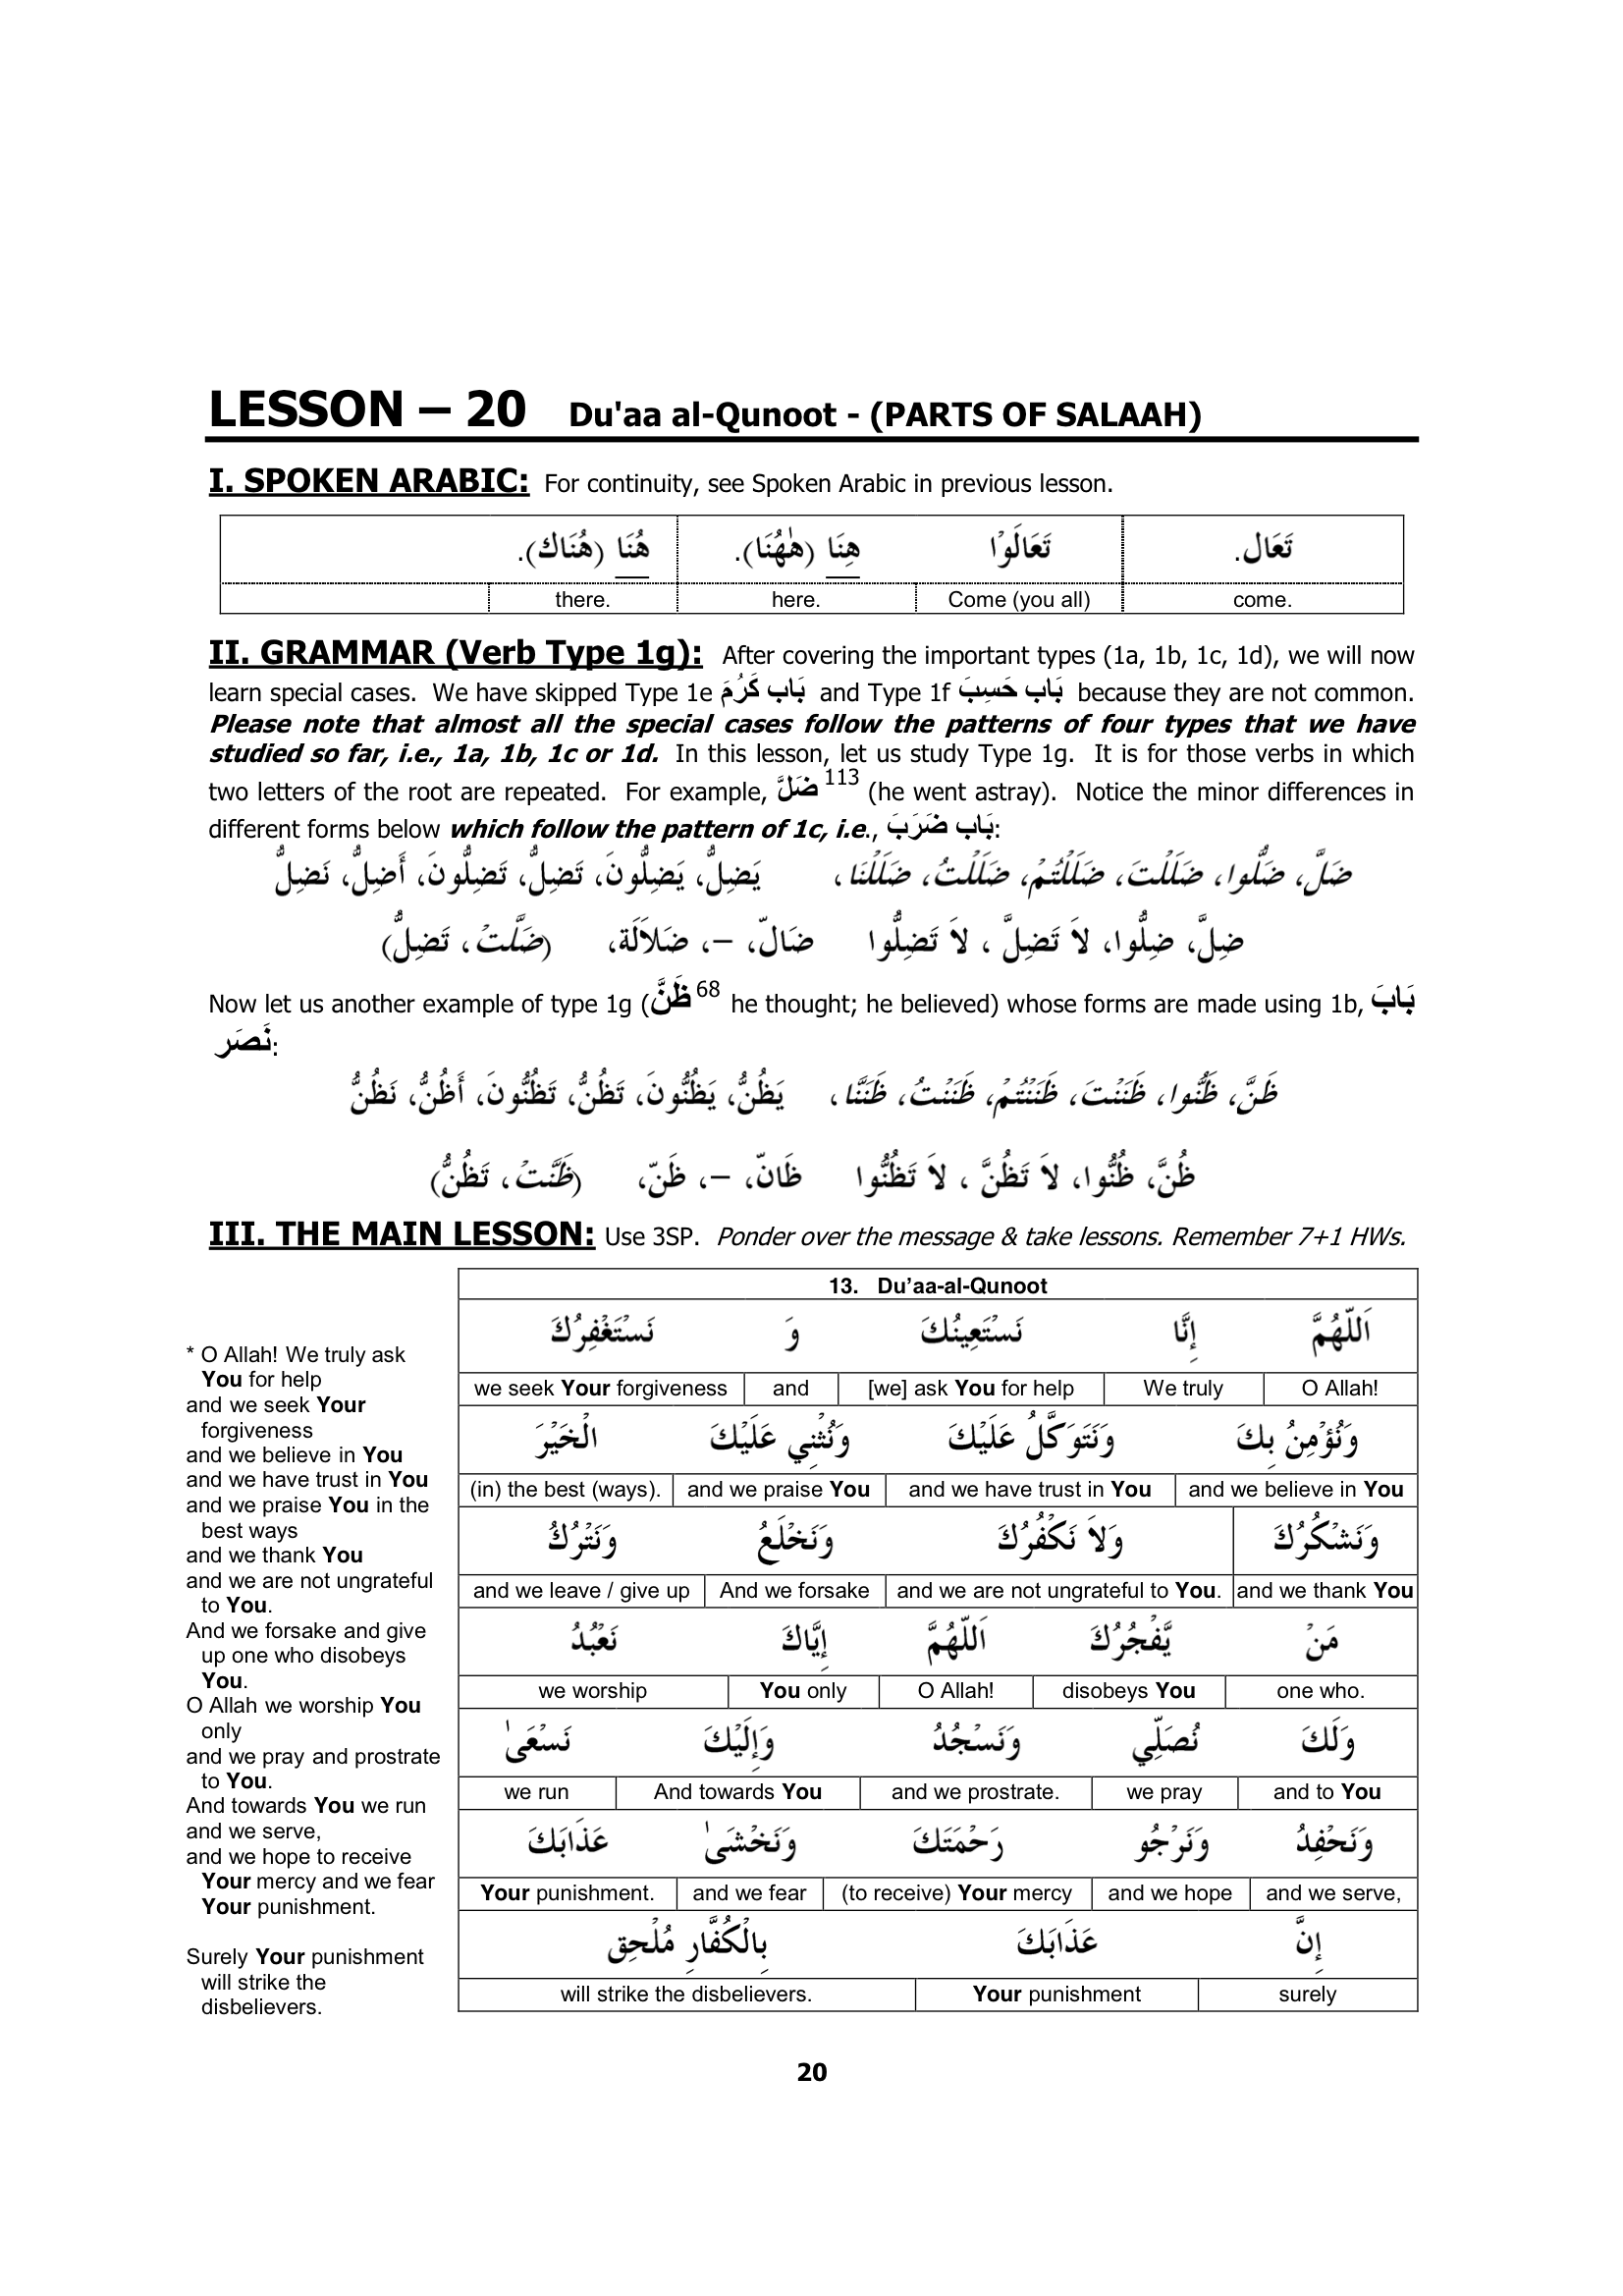 LESSON – 20 Du'aa al-Qunoot - (PARTS OF SALAAH)
I. SPOKEN ARABIC: For continuity, see Spoken Arabic in previous lesson.
تَعَال. تَعَالَوْا هِنَا (هٰهُنَا). هُنَا (هُنَاك).
come. Come (you all) here. there.
II. GRAMMAR (Verb Type 1g): After covering the important types (1a, 1b, 1c, 1d), we will now
learn special cases. We have skipped Type 1e بَاب كَرُمَ and Type 1f بَاب حَسِبَ because they are not common.
Please note that almost all the special cases follow the patterns of four types that we have
studied so far, i.e., 1a, 1b, 1c or 1d. In this lesson, let us study Type 1g. It is for those verbs in which
two letters of the root are repeated. For example, ضَلَّ 113 (he went astray). Notice the minor differences in
different forms below which follow the pattern of 1c, i.e., بَاب ضَرَبَ:
ضَلَّ، ضَلُّوا، ضَلَلْتَ، ضَلَلْتُمْ، ضَلَلْتُ، ضَلَلْنَا، يَضِلُّ، يَضِلُّونَ، تَضِلُّ، تَضِلُّونَ، أَضِلُّ، نَضِلُّ
ضِلَّ، ضِلُّوا، لاَ تَضِلَّ ، لاَ تَضِلُّوا ضَالّ، –، ضَلاَلَة، (ضَلَّتْ، تَضِلُّ)
Now let us another example of type 1g (ظَنَّ 68 he thought; he believed) whose forms are made using 1b, بَابَ
نَصَر:
ظَنَّ، ظَنُّوا، ظَنَنْتَ، ظَنَنْتُمْ، ظَنَنْتُ، ظَنَنَّا، يَظُنُّ، يَظُنُّونَ، تَظُنُّ، تَظُنُّونَ، أَظُنُّ، نَظُنُّ
ظُنَّ، ظُنُّوا، لاَ تَظُنَّ ، لاَ تَظُنُّوا ظَانّ، –، ظَنّ، (ظَنَّتْ، تَظُنُّ)
III. THE MAIN LESSON: Use 3SP. Ponder over the message & take lessons. Remember 7+1 HWs.
* O Allah! We truly ask
You for help
and we seek Your
forgiveness
and we believe in You
and we have trust in You
and we praise You in the
best ways
and we thank You
and we are not ungrateful
to You.
And we forsake and give
up one who disobeys
You.
O Allah we worship You
only
and we pray and prostrate
to You.
And towards You we run
and we serve,
and we hope to receive
Your mercy and we fear
Your punishment.
Surely Your punishment
will strike the
disbelievers.
13. Du’aa-al-Qunoot
اَللّٰهُمَّ إِنَّا نَسْتَعِينُكَ وَ نَسْتَغْفِرُكَ
O Allah! We truly [we] ask You for help and we seek Your forgiveness
وَنُؤْمِنُ بِكَ وَنَتَوَكَّلُ عَلَيْكَ وَنُثْنِي عَلَيْكَ الْخَيْرَ
and we believe in You and we have trust in You and we praise You (in) the best (ways).
وَنَشْكُرُكَ وَلاَ نَكْفُرُكَ وَنَخْلَعُ وَنَتْرُكُ
and we thank You and we are not ungrateful to You. And we forsake and we leave / give up
مَنْ يَّفْجُرُكَ اَللّٰهُمَّ إِيَّاكَ نَعْبُدُ
one who. disobeys You O Allah! You only we worship
وَلَكَ نُصَلِّي وَنَسْجُدُ وَإِلَيْكَ نَسْعَىٰ
and to You we pray and we prostrate. And towards You we run
وَنَحْفِدُ وَنَرْجُو رَحْمَتَكَ وَنَخْشَىٰ عَذَابَكَ
and we serve, and we hope (to receive) Your mercy and we fear Your punishment.
إِنَّ عَذَابَكَ بِالْكُفَّارِ مُلْحِق
surely Your punishment will strike the disbelievers.
20